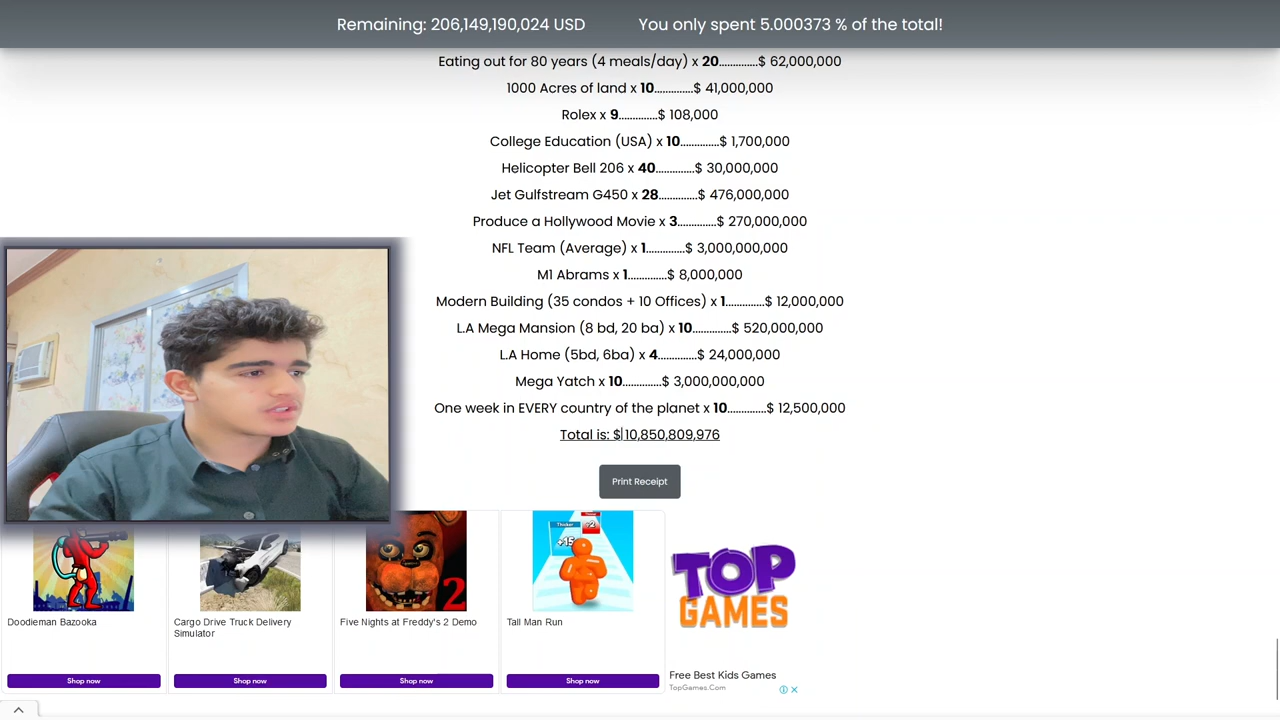 Remaining: 206,149,190,024 USD You only spent 5.000373 % of the total!
Eating out for 80 years (4 meals/day) x 20..............$ 62,000,000
1000 Acres of land x 10..............$ 41,000,000
Rolex x 9..............$ 108,000
College Education (USA) x 10..............$ 1,700,000
Helicopter Bell 206 x 40..............$ 30,000,000
Jet Gulfstream G450 x 28..............$ 476,000,000
Produce a Hollywood Movie x 3..............$ 270,000,000
NFL Team (Average) x 1..............$ 3,000,000,000
M1 Abrams x 1..............$ 8,000,000
Modern Building (35 condos + 10 Offices) x 1..............$ 12,000,000
L.A Mega Mansion (8 bd, 20 ba) x 10..............$ 520,000,000
L.A Home (5bd, 6ba) x 4..............$ 24,000,000
Mega Yatch x 10..............$ 3,000,000,000
One week in EVERY country of the planet x 10..............$ 12,500,000
Total is: $ 10,850,809,976
Print Receipt
2
Thicker
+2
+15
TOP
GAMES
Doodieman Bazooka
Cargo Drive Truck Delivery
Simulator
Five Nights at Freddy's 2 Demo
Tall Man Run
Free Best Kids Games
TopGames.Com
Shop now
Shop now
Shop now
Shop now